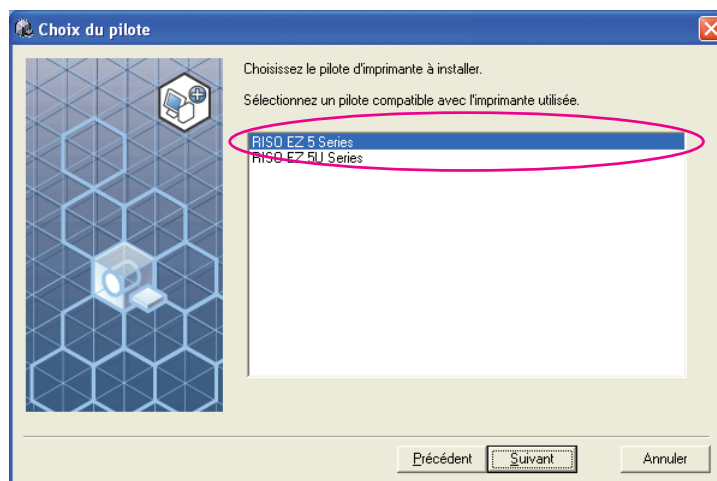 Choix du pilote
Choisissez le pilote d'imprimante à installer.
Sélectionnez un pilote compatible avec l'imprimante utilisée.
RISO EZ 5 Series
RISO EZ 5U Series
Précédent
Suivant
Annuler